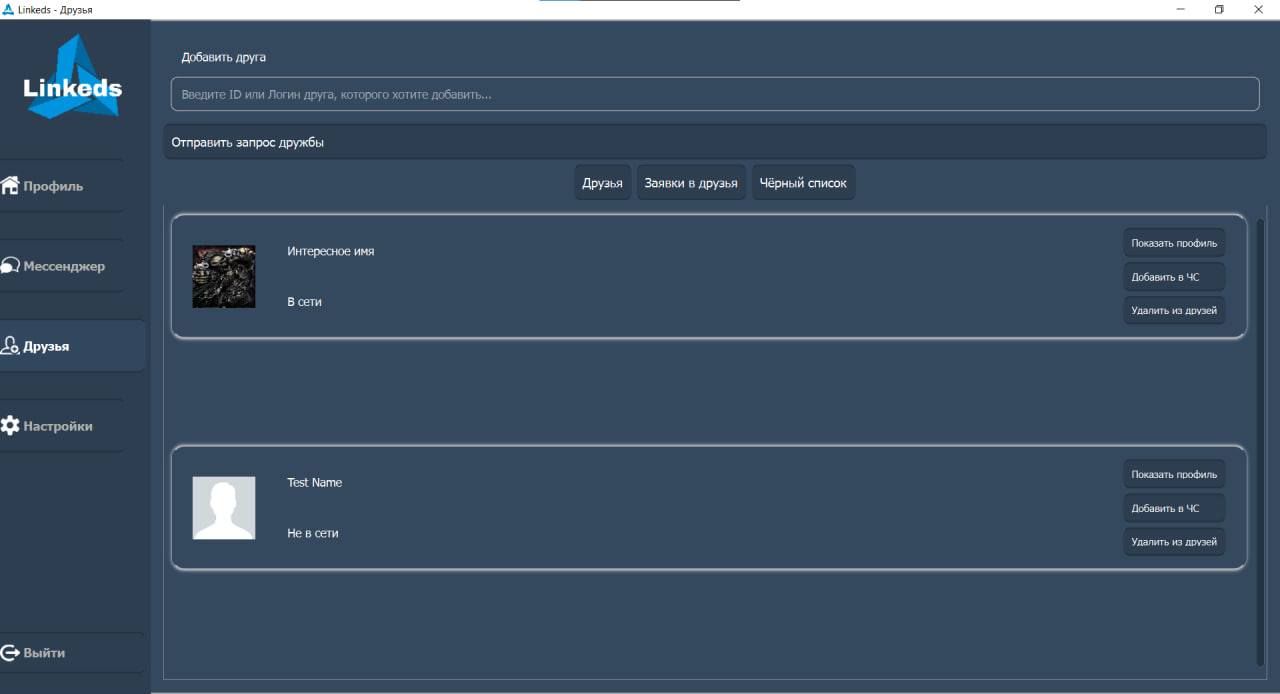 Linkeds - Друзья
Linkeds
Добавить друга
Введите ID или Логин друга, которого хотите добавить...
Отправить запрос дружбы
Друзья
Заявки в друзья
Чёрный список
Профиль
Мессенджер
Друзья
Настройки
Выйти
Интересное имя
В сети
Показать профиль
Добавить в ЧС
Удалить из друзей
Test Name
Не в сети
Показать профиль
Добавить в ЧС
Удалить из друзей